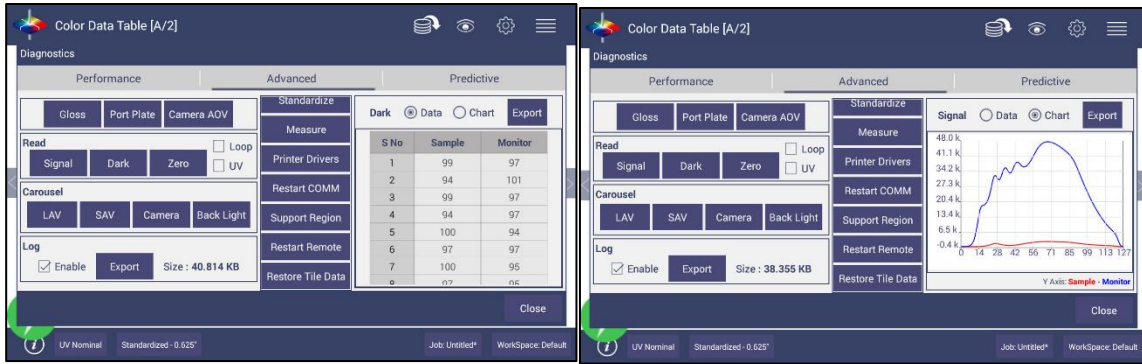 Color Data Table [A/2]
Diagnostics
Performance Advanced Predictive
Gloss Port Plate Camera AOV
Read
Loop
Signal Dark Zero
UV
Carousel
LAV SAV Camera Back Light
Log
Enable Export Size : 40.814 KB
Standardize
Measure
Printer Drivers
Restart COMM
Support Region
Restart Remote
Restore Tile Data
Dark Data Chart Export
S No Sample Monitor
1 99 97
2 94 101
3 99 97
4 94 97
5 100 94
6 97 97
7 100 95
8 97 95
Close
UV Nominal Standardized - 0.625" Job: Untitled* WorkSpace: Default
Color Data Table [A/2]
Diagnostics
Performance Advanced Predictive
Gloss Port Plate Camera AOV
Read
Loop
Signal Dark Zero
UV
Carousel
LAV SAV Camera Back Light
Log
Enable Export Size : 38.355 KB
Standardize
Measure
Printer Drivers
Restart COMM
Support Region
Restart Remote
Restore Tile Data
Signal Data Chart Export
48.0 k
41.1 k
34.2 k
27.3 k
20.4 k
13.4 k
6.5 k
-0.4 k
0 14 28 42 56 71 85 99 113 127
Y Axis: Sample - Monitor
Close
UV Nominal Standardized - 0.625" Job: Untitled* WorkSpace: Default